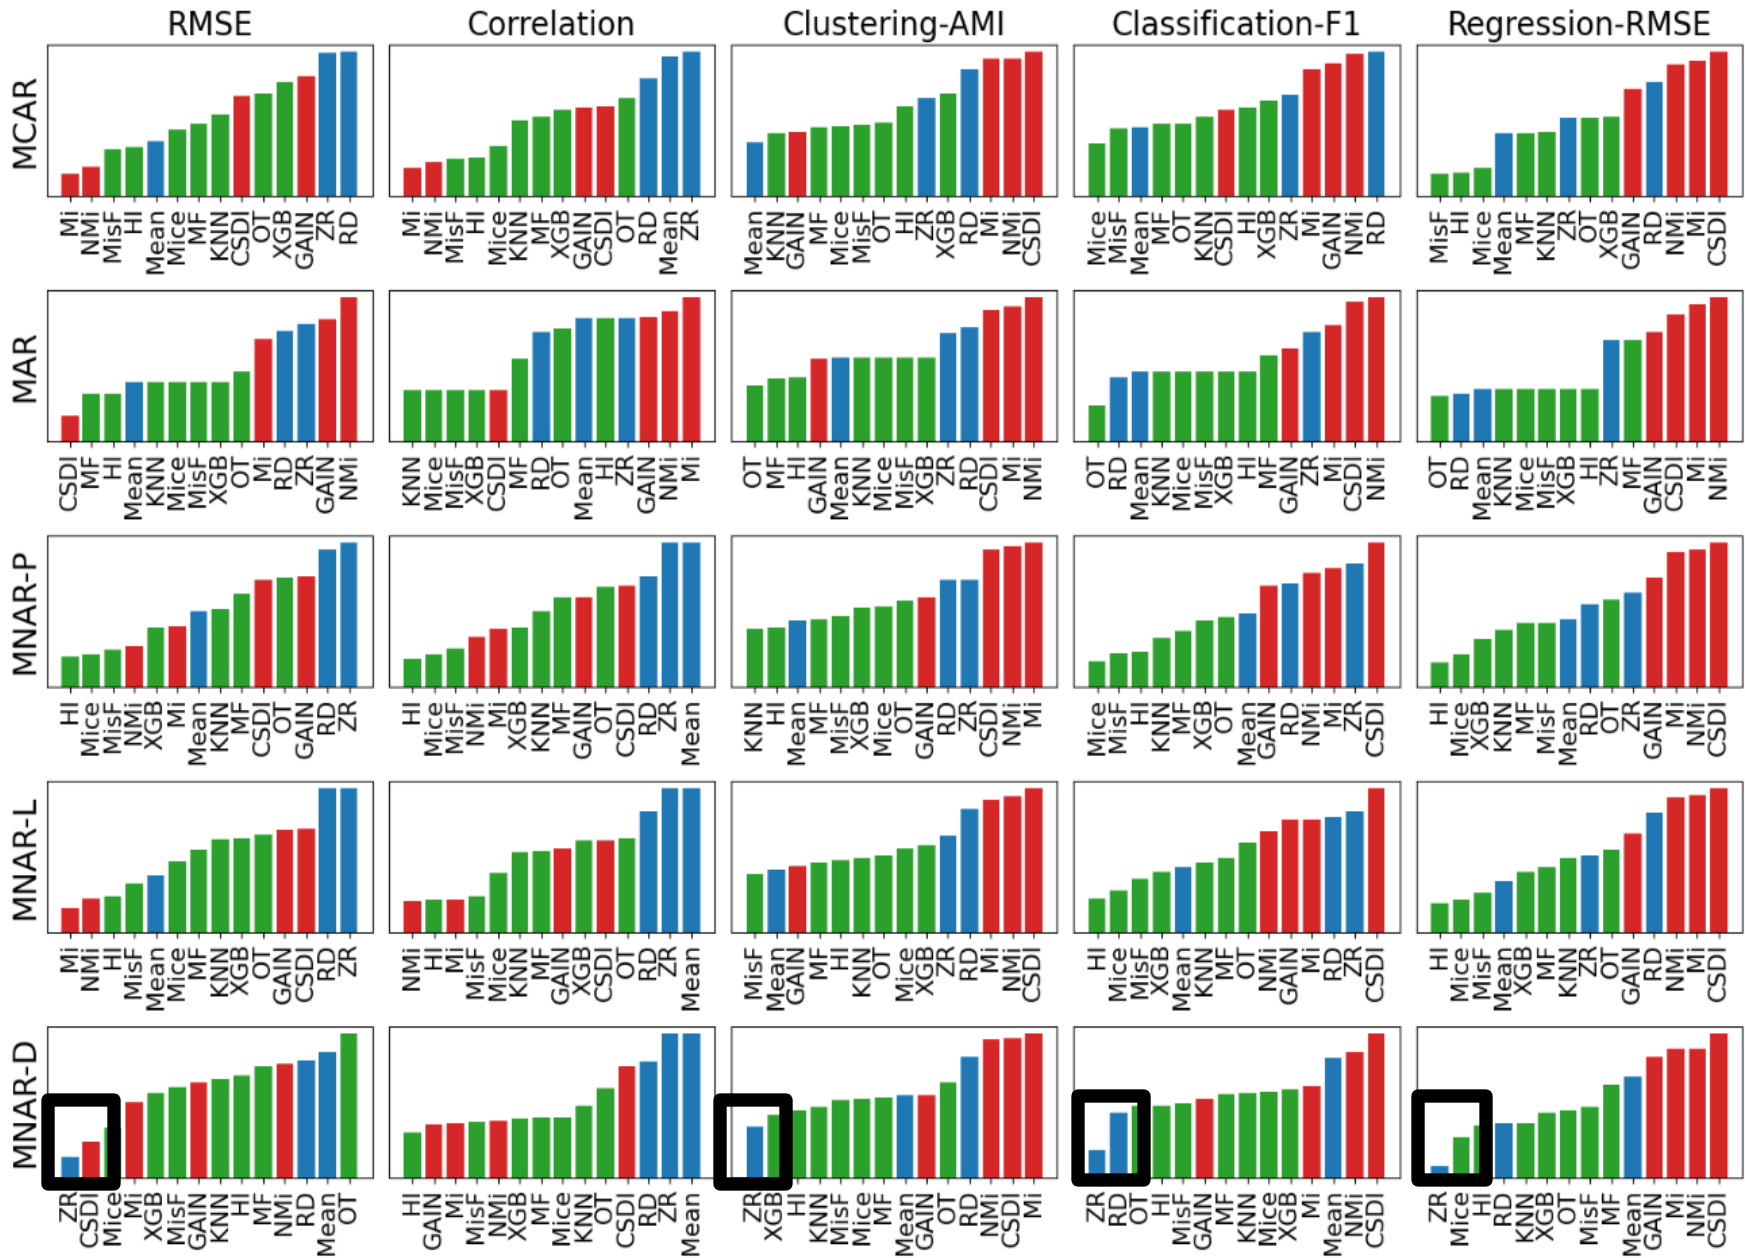 RMSE Correlation Clustering-AMI Classification-F1 Regression-RMSE
MCAR
Mi NMi MisF HI Mean Mice MF KNN CSDI OT XGB GAIN ZR RD
Mi NMi MisF HI Mice KNN MF XGB GAIN CSDI OT RD Mean ZR
Mean KNN GAIN MF Mice MisF OT HI ZR XGB RD Mi NMi CSDI
Mice MisF Mean MF OT KNN CSDI HI XGB ZR Mi GAIN NMi RD
MisF HI Mice Mean MF KNN ZR OT XGB GAIN RD NMi Mi CSDI
MAR
CSDI MF HI Mean KNN Mice MisF XGB OT Mi RD ZR GAIN NMi
KNN Mice MisF XGB CSDI MF RD OT Mean HI ZR GAIN NMi Mi
OT MF HI GAIN Mean KNN Mice MisF XGB ZR RD CSDI Mi NMi
OT RD Mean KNN Mice MisF XGB HI MF GAIN ZR Mi CSDI NMi
OT RD Mean KNN Mice MisF XGB HI ZR MF GAIN CSDI Mi NMi
MNAR-P
HI Mice MisF NMi XGB Mi Mean KNN MF CSDI OT GAIN RD ZR
HI Mice MisF NMi Mi XGB KNN MF GAIN OT CSDI RD ZR Mean
KNN HI Mean MF MisF XGB Mice OT GAIN RD ZR CSDI NMi Mi
Mice MisF HI KNN MF XGB OT Mean GAIN RD NMi Mi ZR CSDI
HI Mice XGB KNN MF MisF Mean RD OT ZR GAIN Mi NMi CSDI
MNAR-L
Mi NMi HI MisF Mean Mice MF KNN XGB OT GAIN CSDI RD ZR
NMi HI Mi MisF Mice KNN MF GAIN XGB CSDI OT RD ZR Mean
MisF Mean GAIN MF HI KNN OT Mice XGB ZR RD Mi NMi CSDI
HI Mice MisF XGB Mean KNN MF OT NMi GAIN Mi RD ZR CSDI
HI Mice MisF Mean XGB MF KNN ZR OT GAIN RD NMi Mi CSDI
MNAR-D
ZR CSDI Mice Mi XGB MisF GAIN KNN HI MF NMi RD Mean OT
HI GAIN Mi MisF NMi XGB MF Mice KNN OT CSDI RD ZR Mean
ZR XGB HI KNN MisF MF Mice Mean GAIN OT RD NMi CSDI Mi
ZR RD OT HI MisF GAIN MF KNN Mice XGB Mi Mean NMi CSDI
ZR Mice HI RD KNN XGB OT MisF MF Mean GAIN Mi NMi CSDI